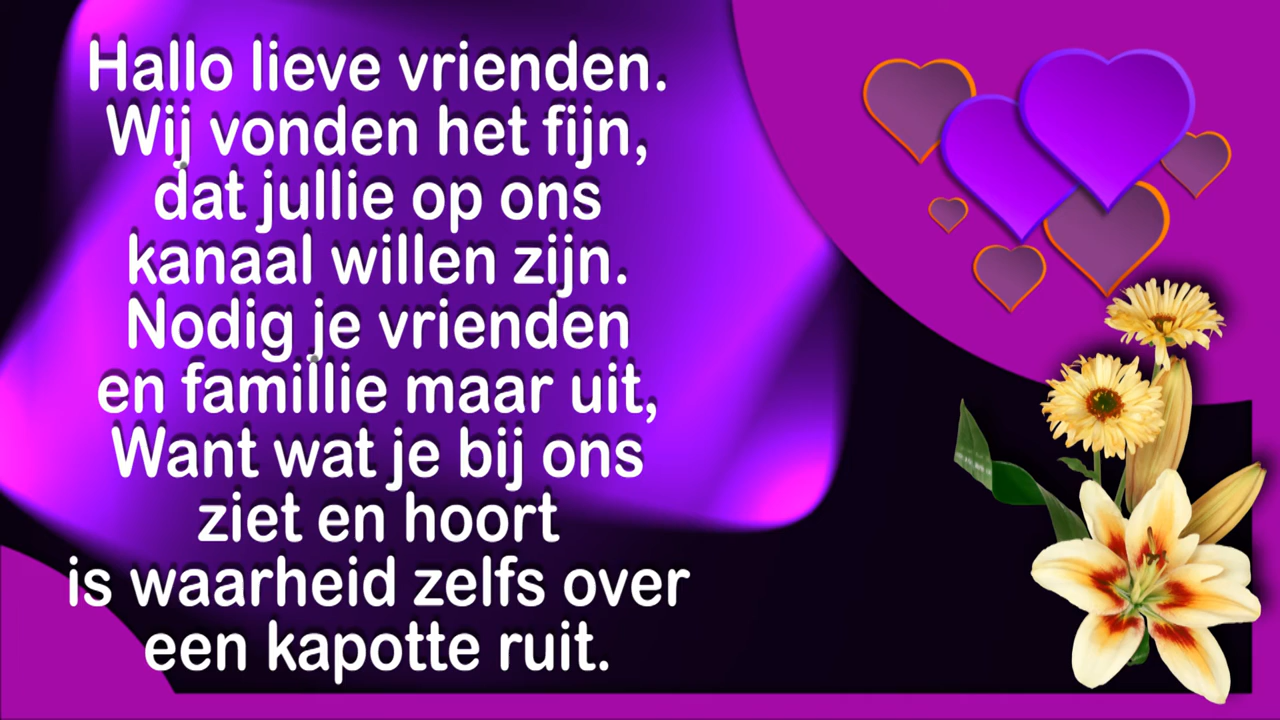 Hallo lieve vrienden.
Wij vonden het fijn,
dat jullie op ons
kanaal willen zijn.
Nodig je vrienden
en famillie maar uit,
Want wat je bij ons
ziet en hoort
is waarheid zelfs over
een kapotte ruit.